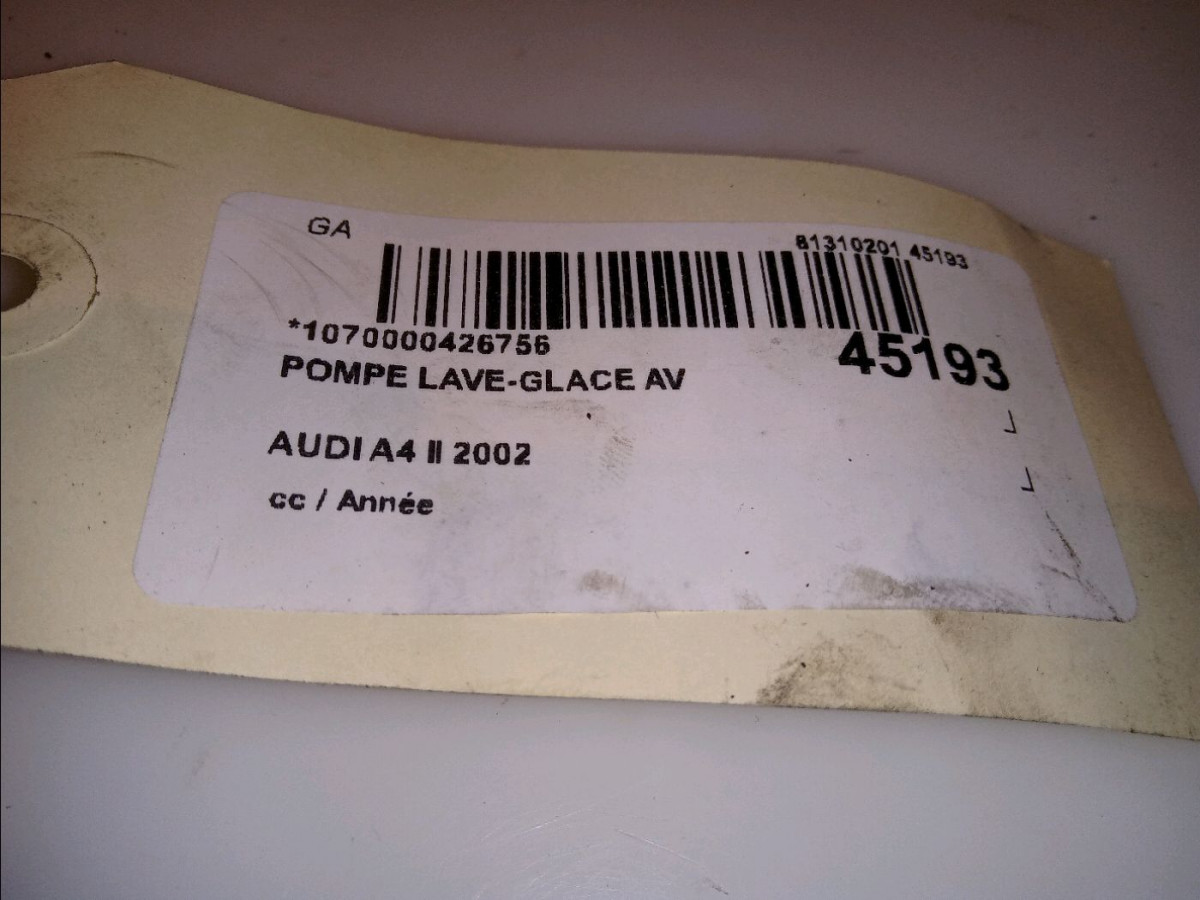 GA
81310201 45193
*1070000426756
45193
POMPE LAVE-GLACE AV
AUDI A4 II 2002
cc / Année